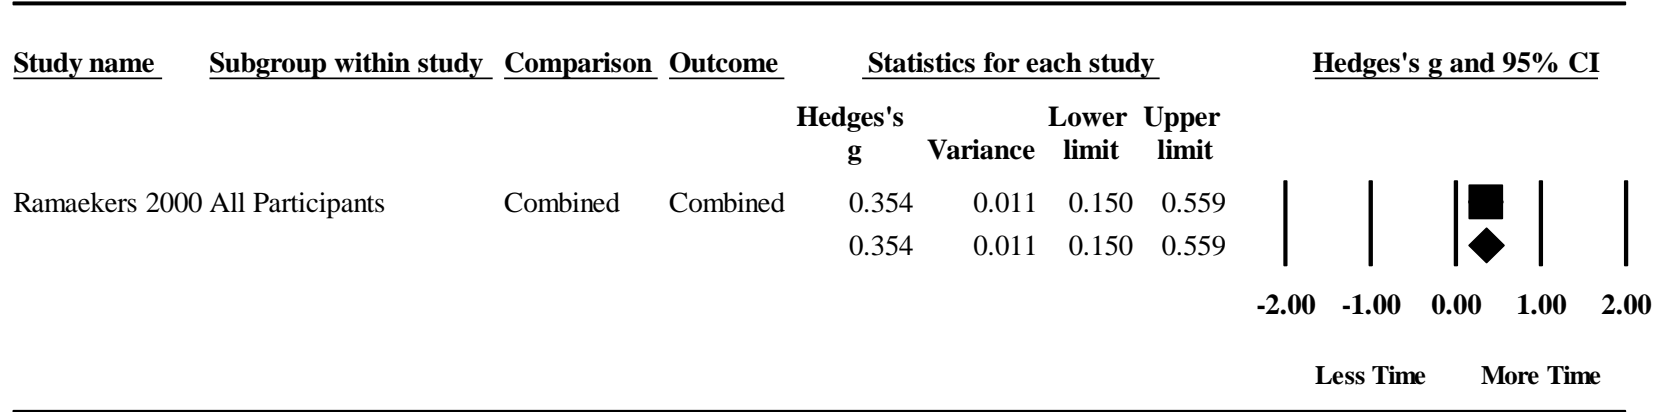 Study name Subgroup within study Comparison Outcome Statistics for each study Hedges's g and 95% CI
Hedges's Lower Upper
g Variance limit limit
Ramaekers 2000 All Participants Combined Combined 0.354 0.011 0.150 0.559
0.354 0.011 0.150 0.559
-2.00 -1.00 0.00 1.00 2.00
Less Time More Time